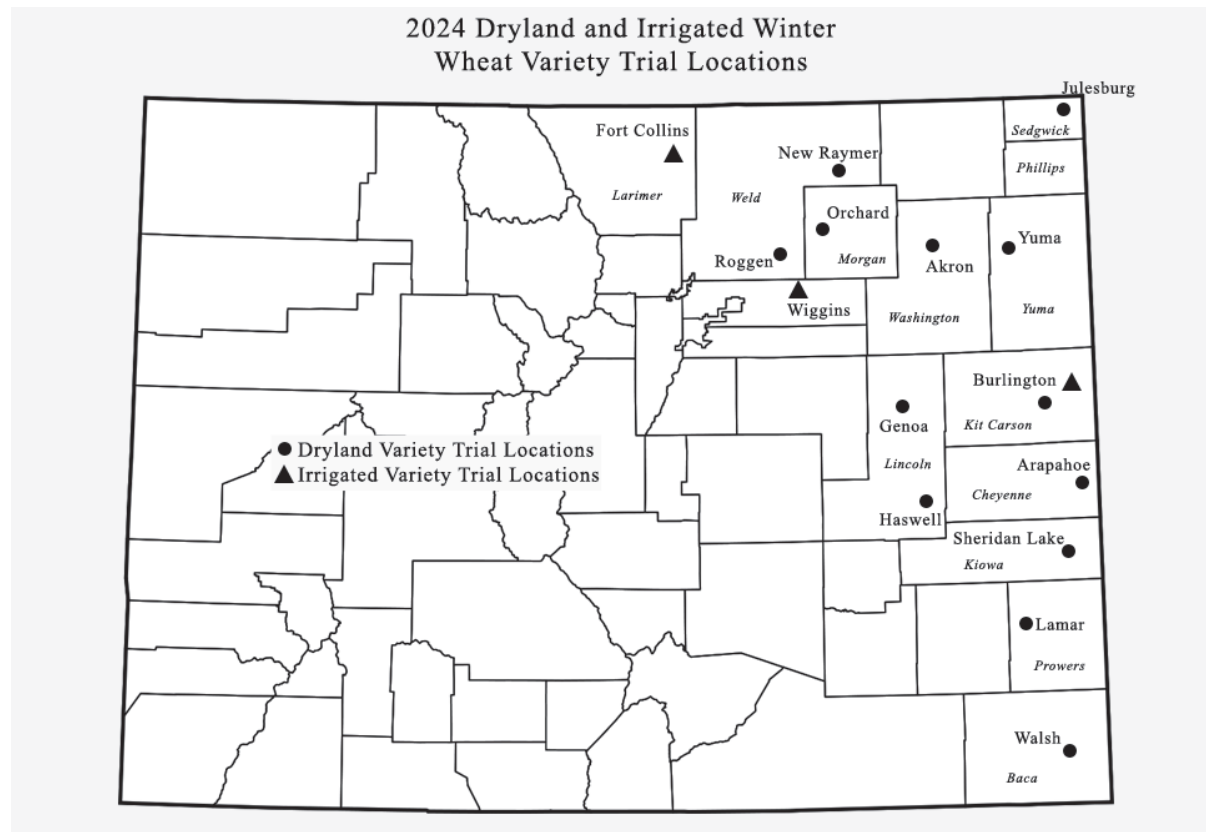 2024 Dryland and Irrigated Winter
Wheat Variety Trial Locations
Julesburg
Sedgwick
Fort Collins
New Raymer
Phillips
Larimer
Weld
Orchard
Yuma
Roggen
Morgan
Akron
Wiggins
Washington
Yuma
Burlington
Genoa
Kit Carson
Dryland Variety Trial Locations
Irrigated Variety Trial Locations
Lincoln
Arapahoe
Cheyenne
Haswell
Sheridan Lake
Kiowa
Lamar
Prowers
Walsh
Baca